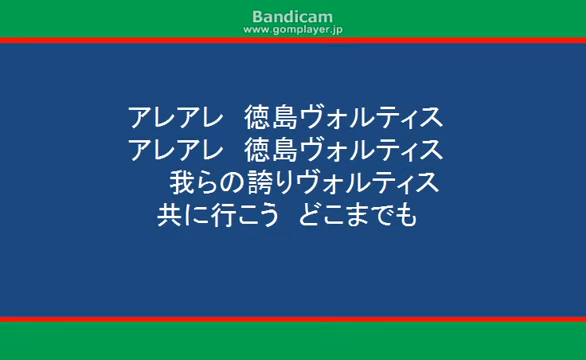 Bandicam
www.gomplayer.jp
アレアレ　徳島ヴォルティス
アレアレ　徳島ヴォルティス
我らの誇りヴォルティス
共に行こう　どこまでも